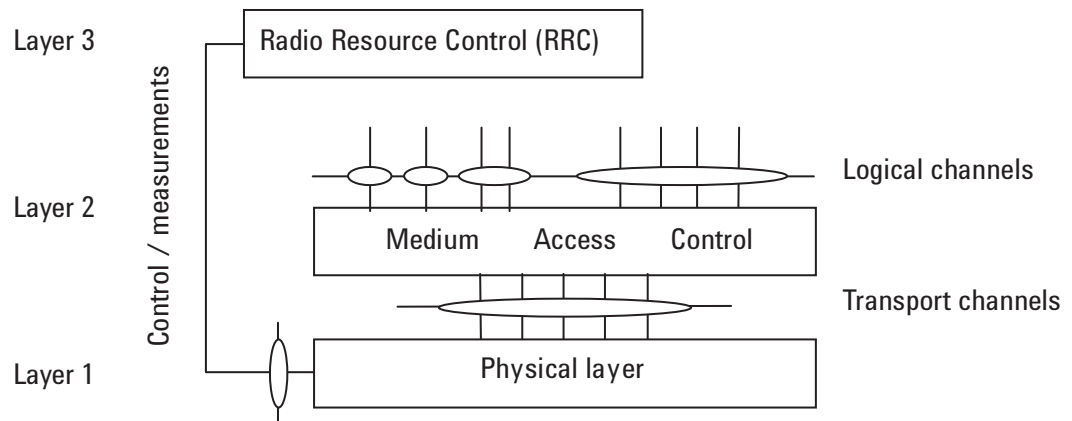 Layer 3
Radio Resource Control (RRC)
Control / measurements
Logical channels
Layer 2
Medium Access Control
Transport channels
Layer 1
Physical layer